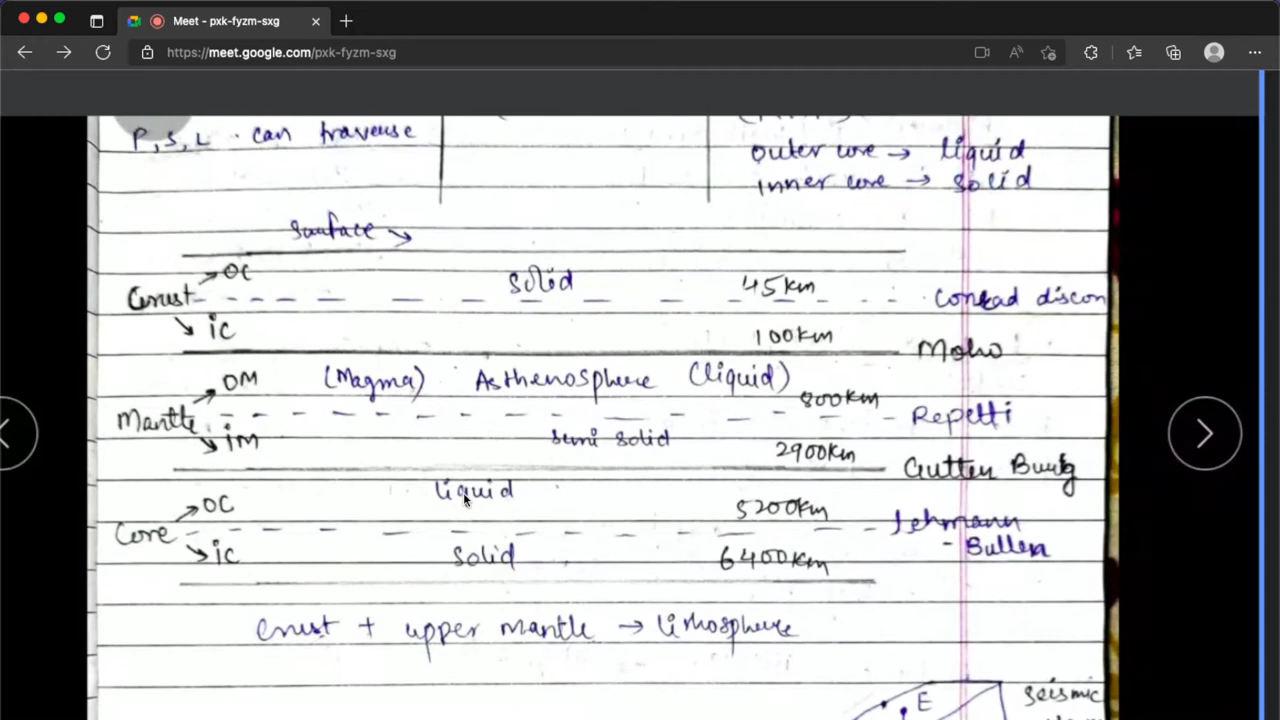 Meet - pxk-fyzm-sxg
https://meet.google.com/pxk-fyzm-sxg
P, S, L . can traverse
outer core → liquid
inner core → solid
Surface
Crust OC solid 45km Conrad discon
ic 100km Moho
Mantle OM (Magma) Asthenosphere (liquid) 800km Repetti
iM semi solid 2900km Gutten Burg
Core OC liquid 5200km Lehmann
- Bullen
ic Solid 6400km
Crust + upper mantle → lithosphere
E seismic